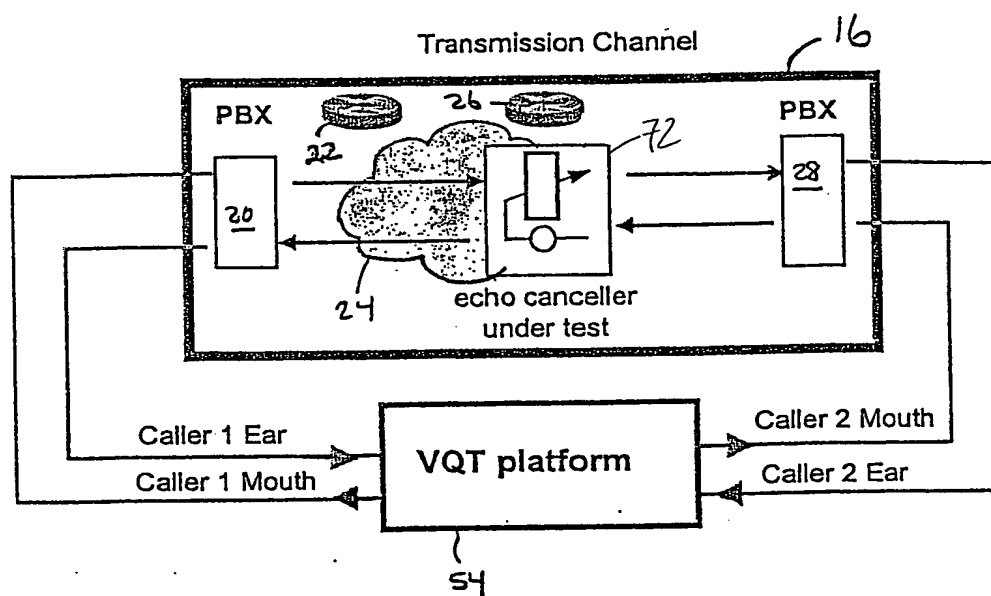 Transmission Channel
16
PBX
22
26
72
PBX
20
28
24
echo canceller
under test
Caller 1 Ear
Caller 1 Mouth
VQT platform
Caller 2 Mouth
Caller 2 Ear
54